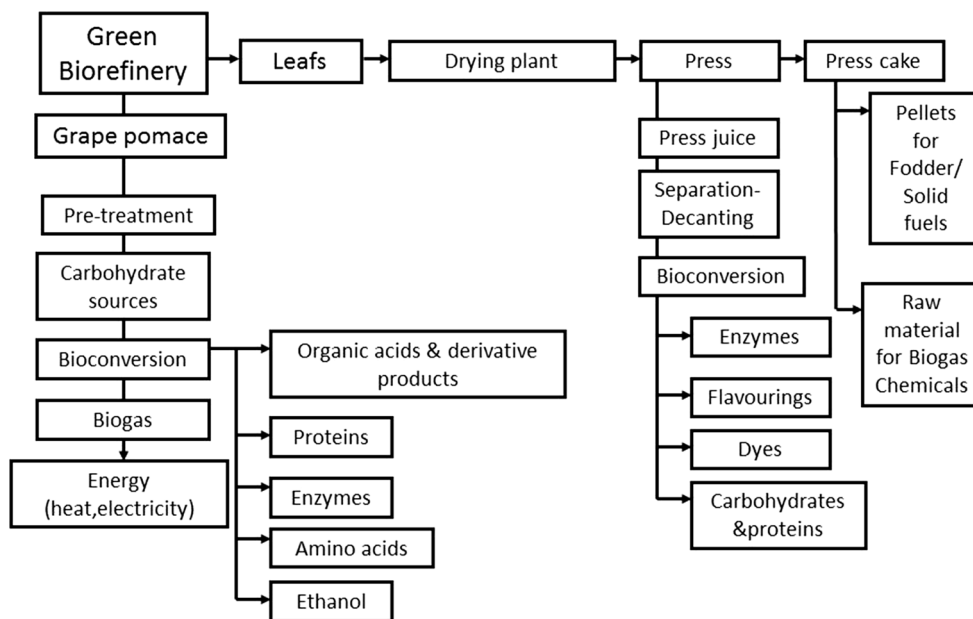 Green
Biorefinery
Leafs
Drying plant
Press
Press cake
Grape pomace
Pre-treatment
Carbohydrate
sources
Bioconversion
Biogas
Energy
(heat,electricity)
Organic acids & derivative
products
Proteins
Enzymes
Amino acids
Ethanol
Press juice
Separation-
Decanting
Bioconversion
Enzymes
Flavourings
Dyes
Carbohydrates
&proteins
Pellets
for
Fodder/
Solid
fuels
Raw
material
for Biogas
Chemicals